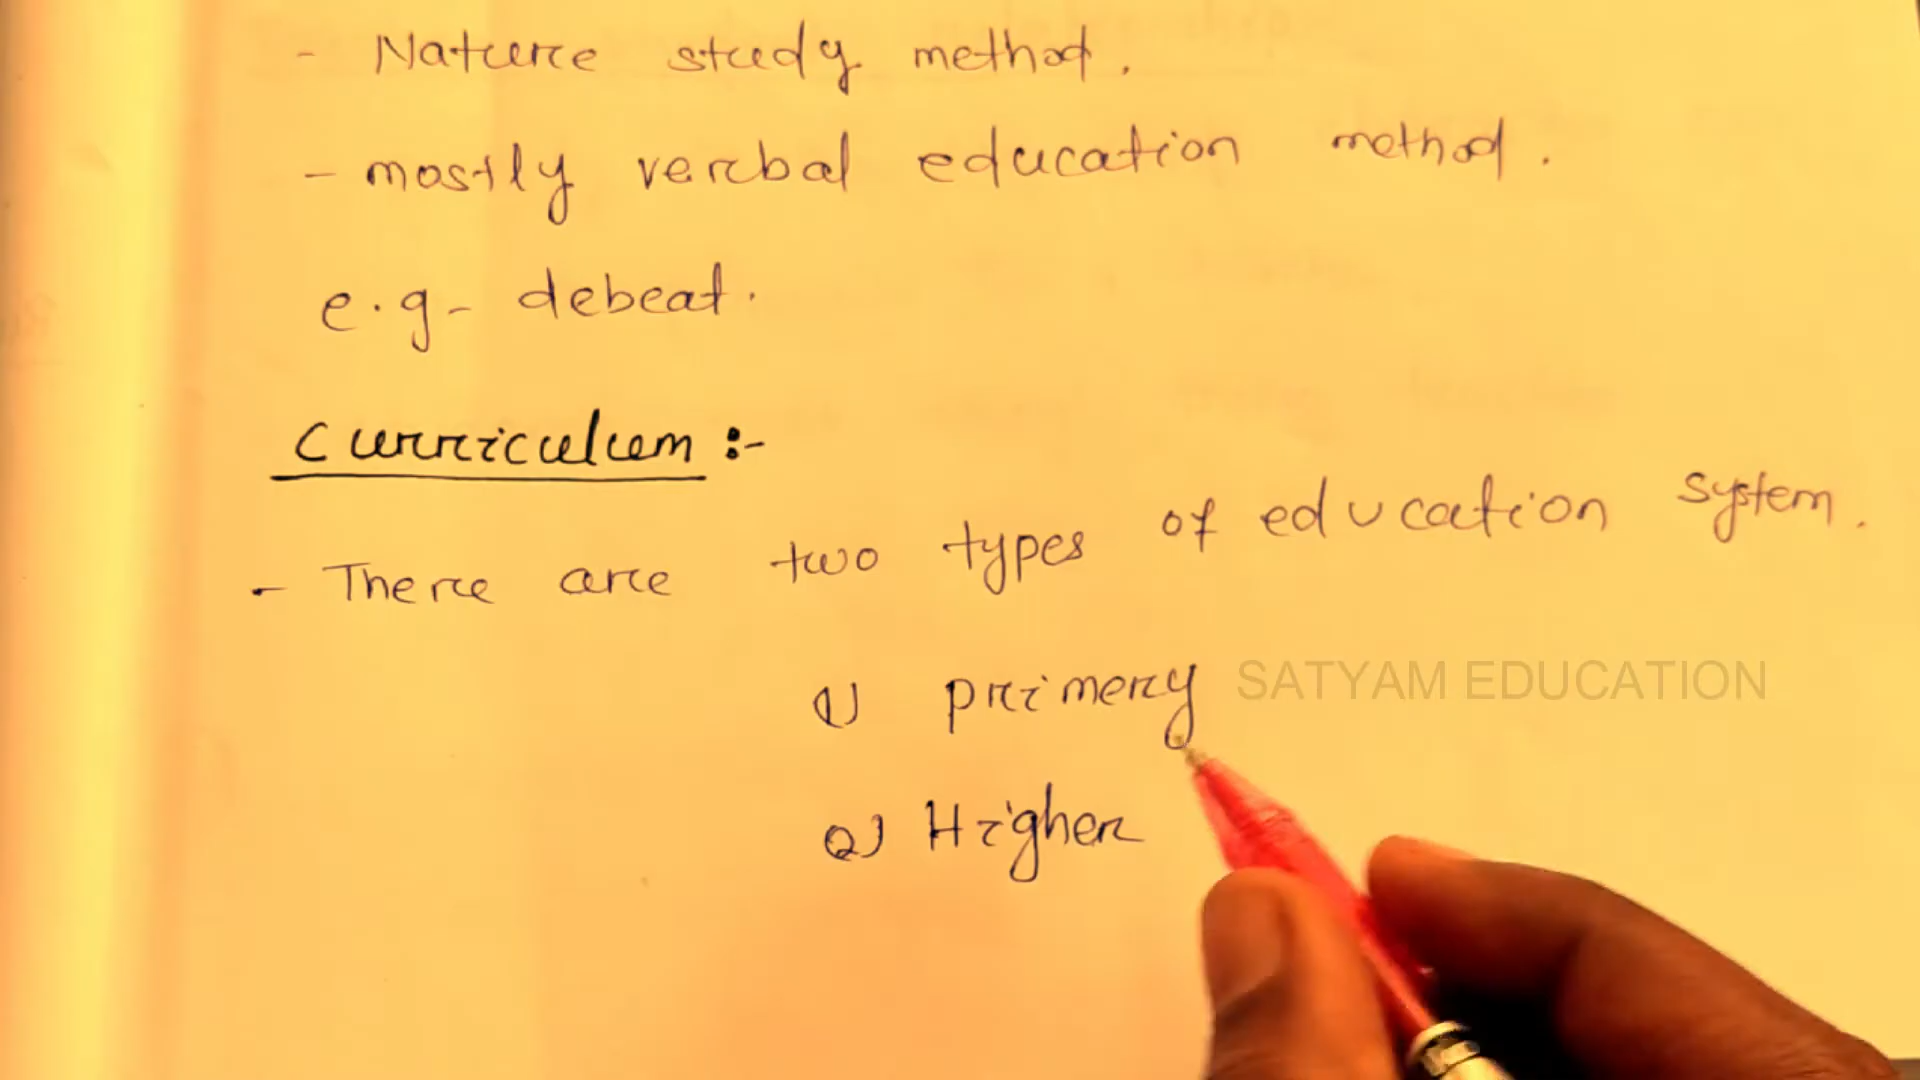 - Nature study method.
- mostly verbal education method.
e.g- debeat.
Curriculum :-
- There are two types of education system.
1) primery
SATYAM EDUCATION
2) Higher